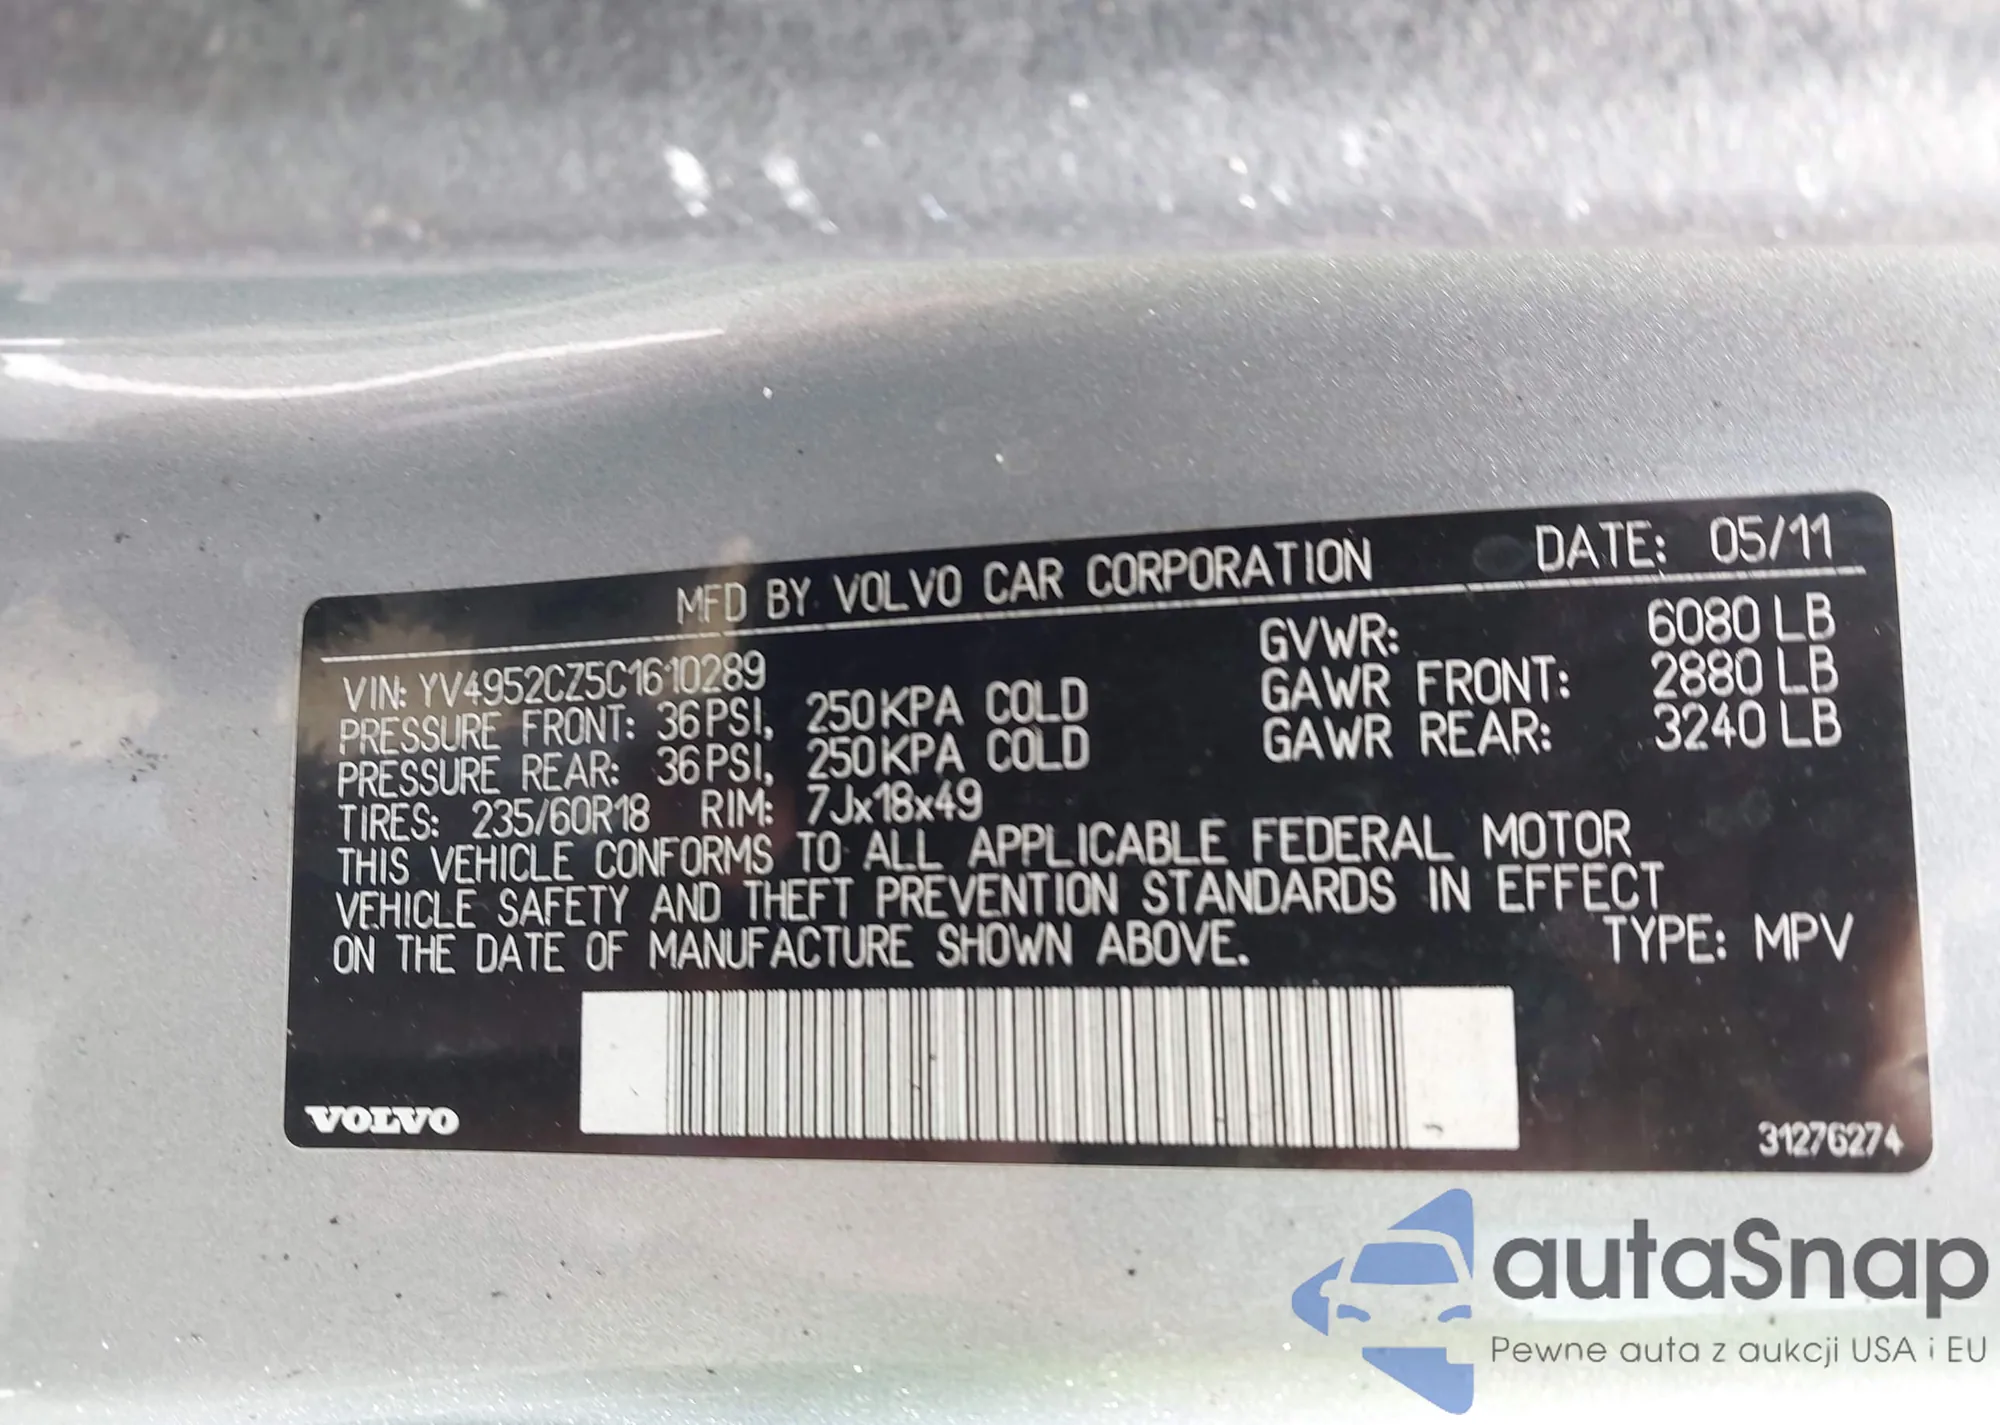 MFD BY VOLVO CAR CORPORATION DATE: 05/11
VIN: YV4952CZ5C1610289 GVWR: 6080 LB
PRESSURE FRONT: 36 PSI, 250 KPA COLD GAWR FRONT: 2880 LB
PRESSURE REAR: 36 PSI, 250 KPA COLD GAWR REAR: 3240 LB
TIRES: 235/60R18 RIM: 7Jx18x49
THIS VEHICLE CONFORMS TO ALL APPLICABLE FEDERAL MOTOR
VEHICLE SAFETY AND THEFT PREVENTION STANDARDS IN EFFECT
ON THE DATE OF MANUFACTURE SHOWN ABOVE. TYPE: MPV
VOLVO 31276274
autaSnap
Pewne auta z aukcji USA i EU